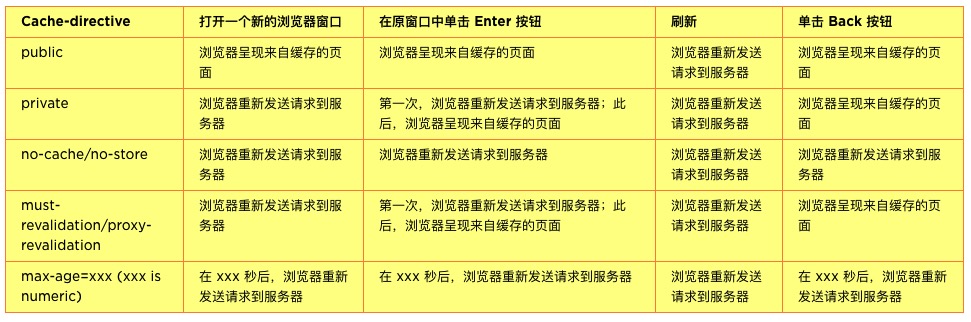 Cache-directive 打开一个新的浏览器窗口 在原窗口中单击 Enter 按钮 刷新 单击 Back 按钮
public 浏览器呈现来自缓存的页 浏览器呈现来自缓存的页面 浏览器重新发送 浏览器呈现来自缓存的页
面 请求到服务器 面
private 浏览器重新发送请求到服 第一次，浏览器重新发送请求到服务器；此 浏览器重新发送 浏览器呈现来自缓存的页
务器 后，浏览器呈现来自缓存的页面 请求到服务器 面
no-cache/no-store 浏览器重新发送请求到服 浏览器重新发送请求到服务器 浏览器重新发送 浏览器重新发送请求到服
务器 请求到服务器 务器
must- 浏览器重新发送请求到服 第一次，浏览器重新发送请求到服务器；此 浏览器重新发送 浏览器呈现来自缓存的页
revalidation/proxy- 务器 后，浏览器呈现来自缓存的页面 请求到服务器 面
revalidation
max-age=xxx (xxx is 在 xxx 秒后，浏览器重新 在 xxx 秒后，浏览器重新发送请求到服务器 浏览器重新发送 在 xxx 秒后，浏览器重新
numeric) 发送请求到服务器 请求到服务器 发送请求到服务器